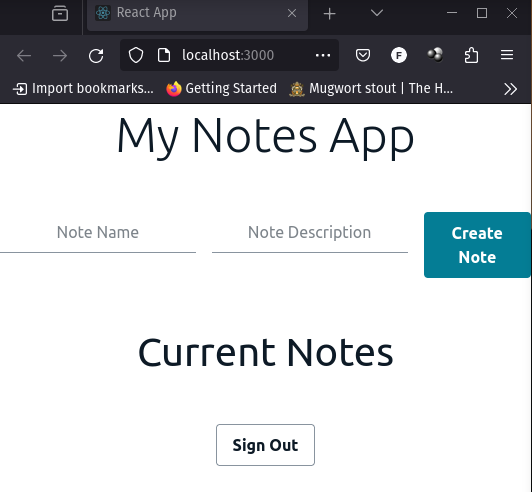 React App
localhost:3000
Import bookmarks...
Getting Started
Mugwort stout | The H...
My Notes App
Note Name
Note Description
Create
Note
Current Notes
Sign Out